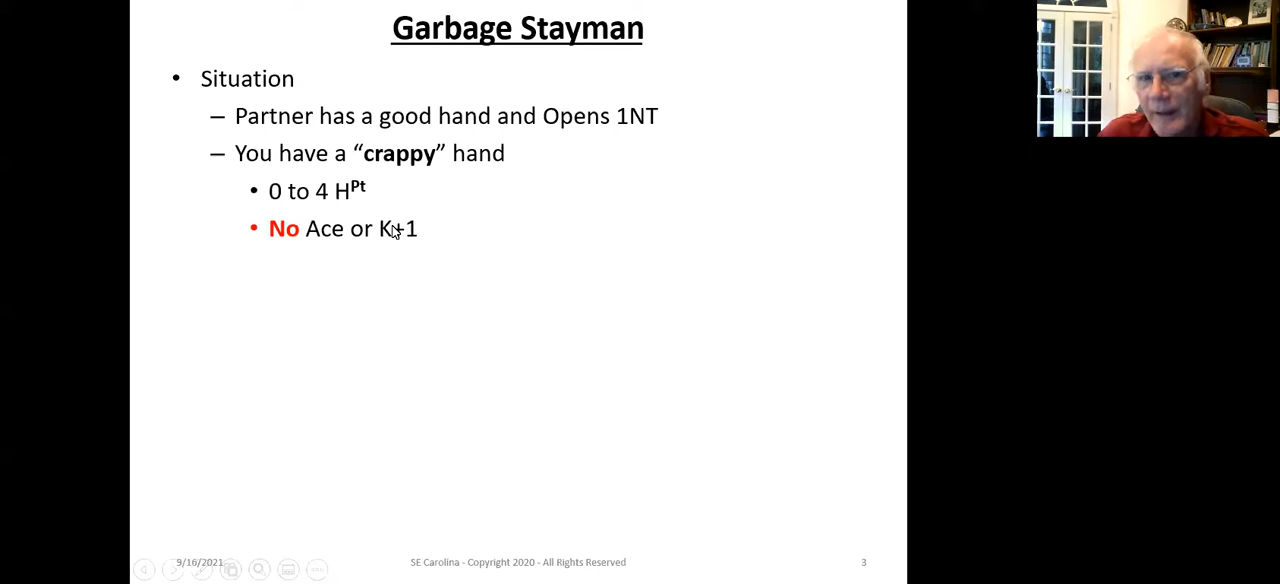 Garbage Stayman
• Situation
– Partner has a good hand and Opens 1NT
– You have a “crappy” hand
• 0 to 4 HPt
• No Ace or K+1
9/16/2021
SE Carolina - Copyright 2020 - All Rights Reserved
3